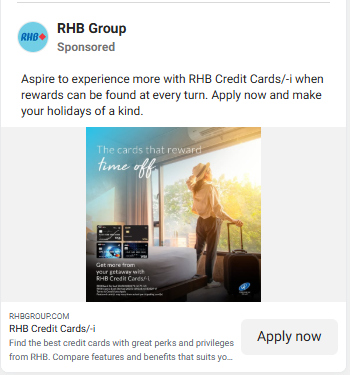 RHB
RHB Group
Sponsored
Aspire to experience more with RHB Credit Cards/-i when
rewards can be found at every turn. Apply now and make
your holidays of a kind.
The cards that reward
time off.
Get more from
your getaway with
RHB Credit Cards/-i.
RHBGROUP.COM
RHB Credit Cards/-i
Find the best credit cards with great perks and privileges
from RHB. Compare features and benefits that suits yo...
Apply now